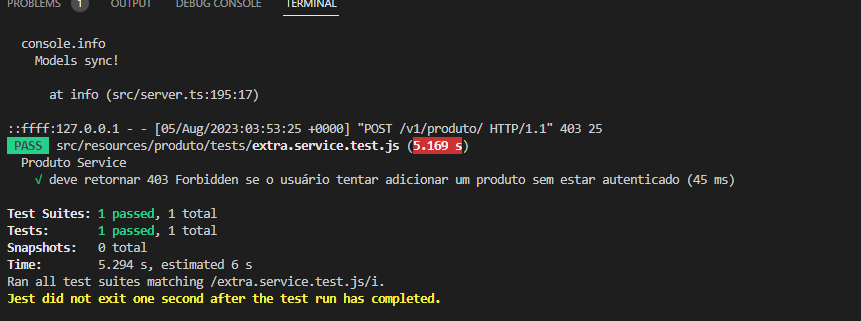 PROBLEMS 1 OUTPUT DEBUG CONSOLE TERMINAL
console.info
Models sync!
at info (src/server.ts:195:17)
::ffff:127.0.0.1 - - [05/Aug/2023:03:53:25 +0000] "POST /v1/produto/ HTTP/1.1" 403 25
PASS src/resources/produto/tests/extra.service.test.js (5.169 s)
Produto Service
√ deve retornar 403 Forbidden se o usuário tentar adicionar um produto sem estar autenticado (45 ms)
Test Suites: 1 passed, 1 total
Tests: 1 passed, 1 total
Snapshots: 0 total
Time: 5.294 s, estimated 6 s
Ran all test suites matching /extra.service.test.js/i.
Jest did not exit one second after the test run has completed.